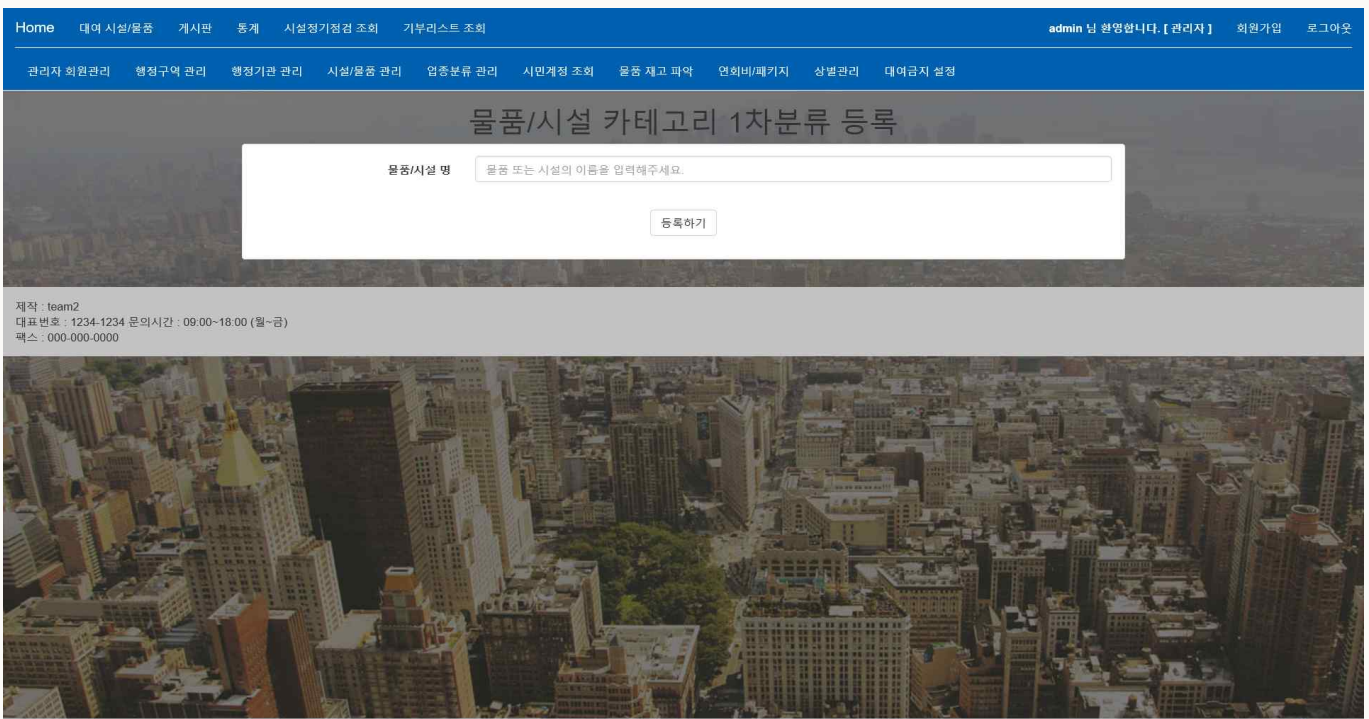 Home 대여 시설/물품 게시판 통계 시설정기점검 조회 기부리스트 조회 admin 님 환영합니다. [ 관리자 ] 회원가입 로그아웃
관리자 회원관리 행정구역 관리 행정기관 관리 시설/물품 관리 업종분류 관리 시민계정 조회 물품 재고 파악 연회비/패키지 상벌관리 대여금지 설정
물품/시설 카테고리 1차분류 등록
물품/시설 명 물품 또는 시설의 이름을 입력해주세요.
등록하기
제작 : team2
대표번호 : 1234-1234 문의시간 : 09:00~18:00 (월~금)
팩스 : 000-000-0000